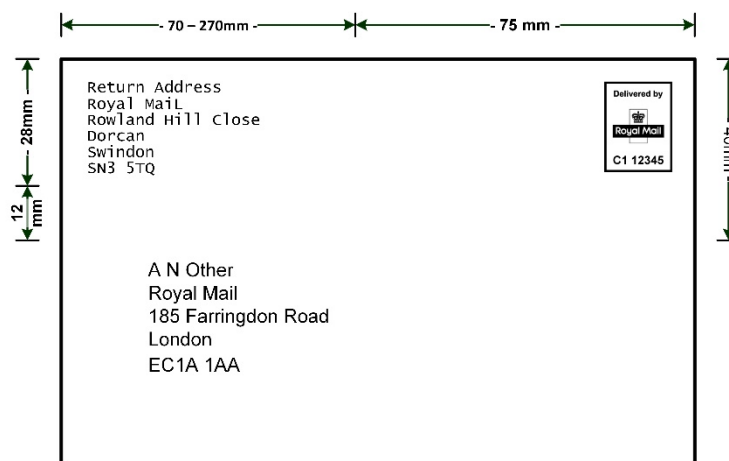 - 70 – 270mm -
- 75 mm -
- 28mm -
12
mm
Return Address
Royal MaiL
Rowland Hill Close
Dorcan
Swindon
SN3 5TQ
Delivered by
Royal Mail
C1 12345
A N Other
Royal Mail
185 Farringdon Road
London
EC1A 1AA